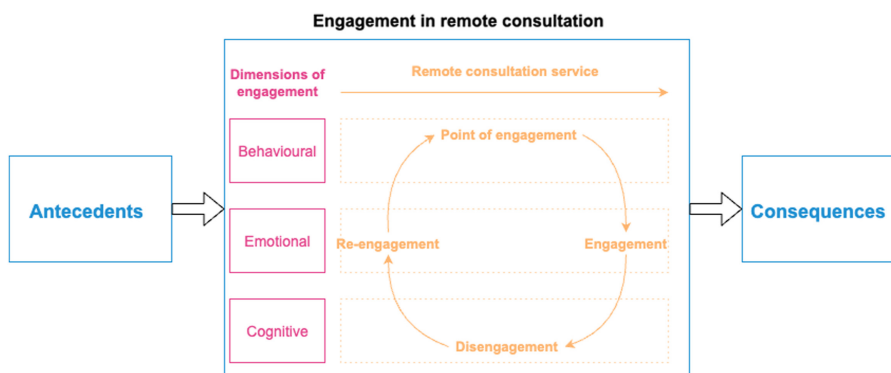 Engagement in remote consultation
Dimensions of
engagement
Remote consultation service
Behavioural
Point of engagement
Antecedents
Consequences
Emotional
Re-engagement
Engagement
Cognitive
Disengagement